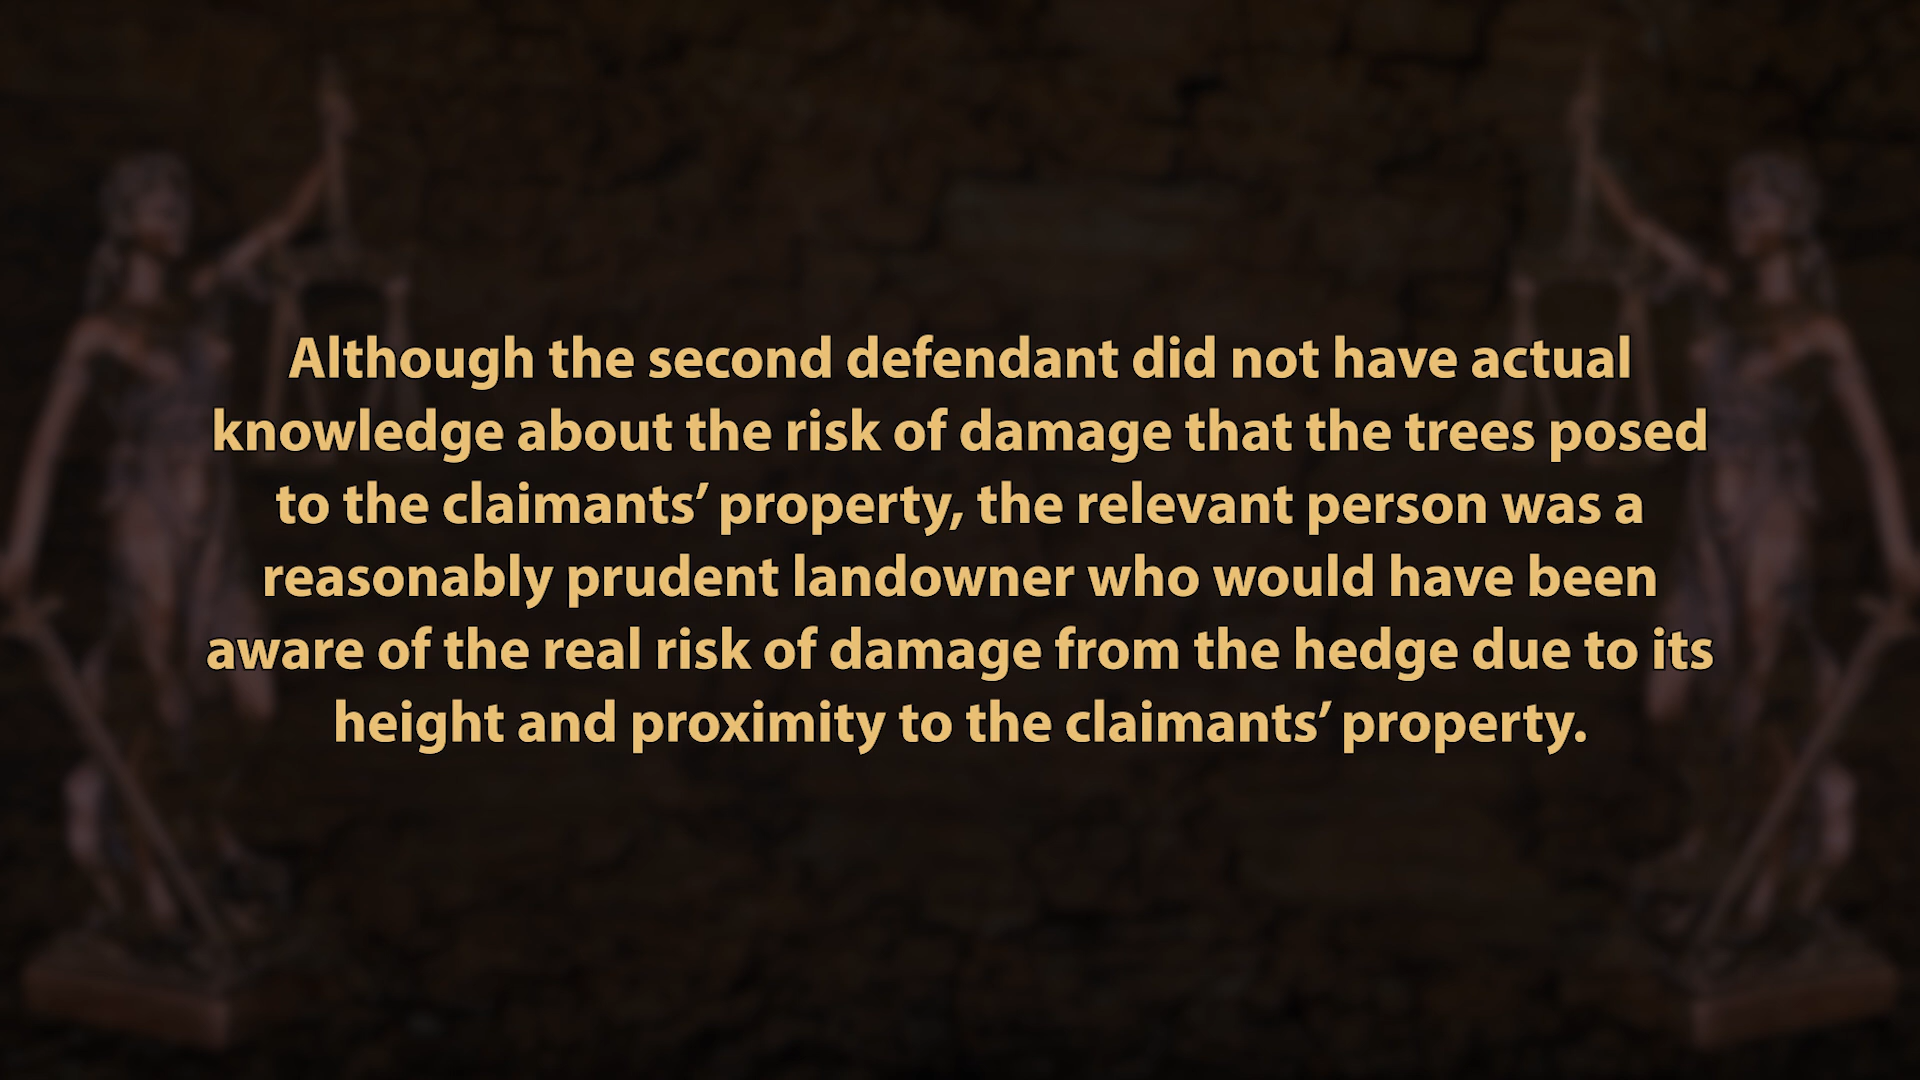 Although the second defendant did not have actual
knowledge about the risk of damage that the trees posed
to the claimants’ property, the relevant person was a
reasonably prudent landowner who would have been
aware of the real risk of damage from the hedge due to its
height and proximity to the claimants’ property.